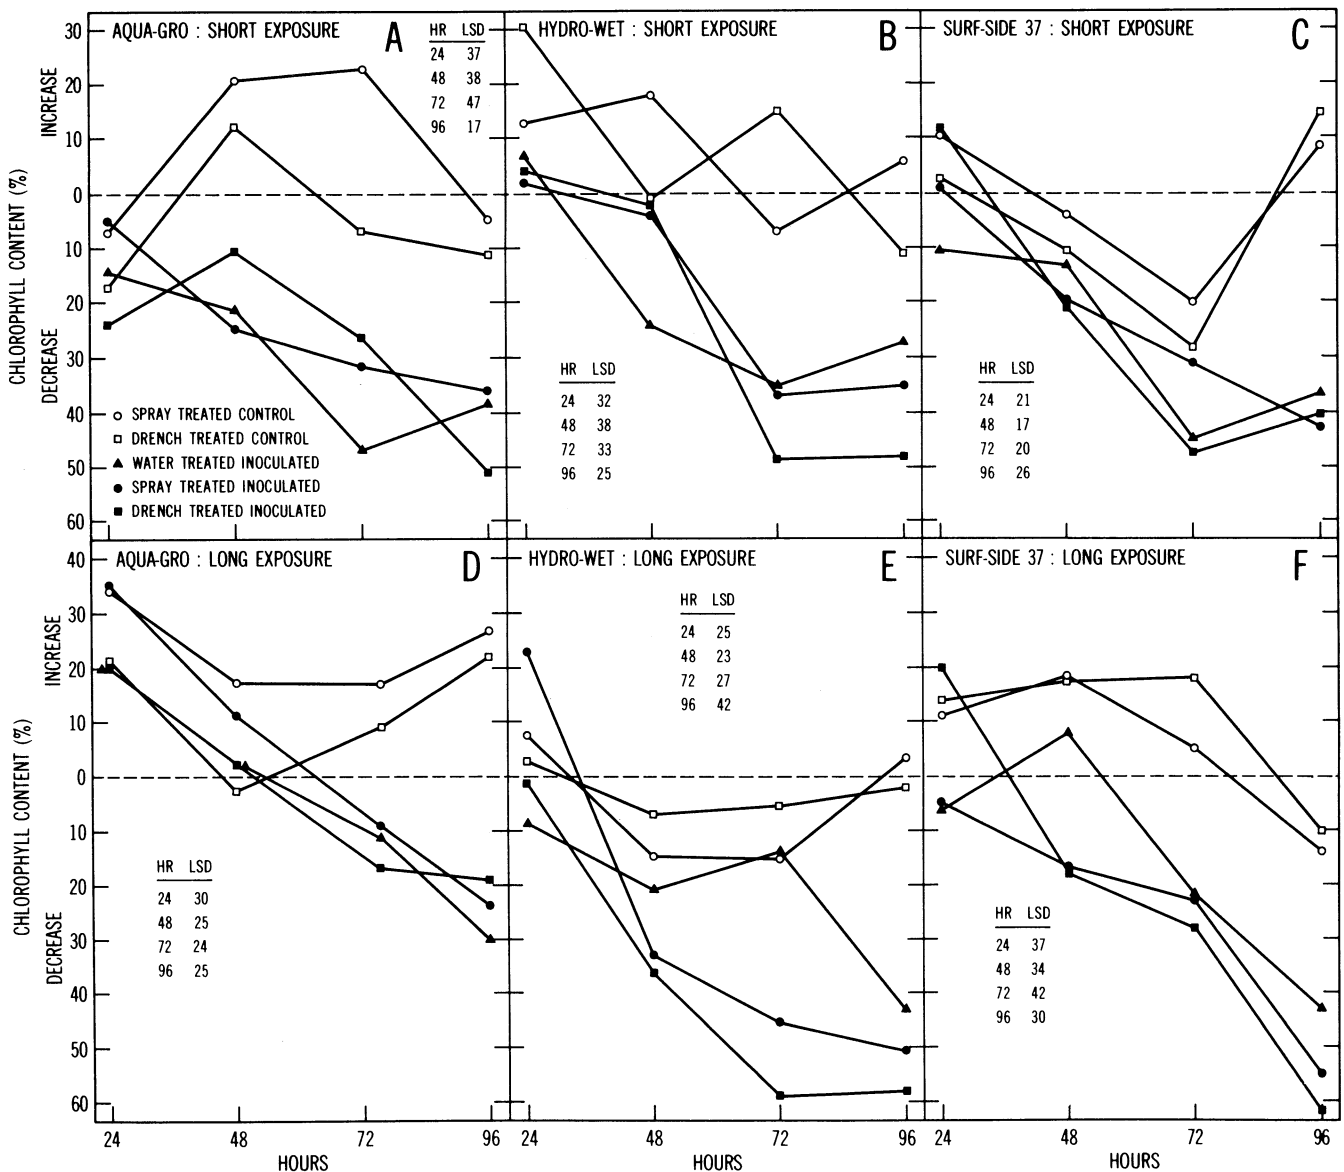 AQUA-GRO : SHORT EXPOSURE
A
HR LSD
24 37
48 38
72 47
96 17
HYDRO-WET : SHORT EXPOSURE
B
HR LSD
24 32
48 38
72 33
96 25
SURF-SIDE 37 : SHORT EXPOSURE
C
HR LSD
24 21
48 17
72 20
96 26
30
20
10
0
10
20
30
40
50
60
CHLOROPHYLL CONTENT (%)
INCREASE
DECREASE
SPRAY TREATED CONTROL
DRENCH TREATED CONTROL
WATER TREATED INOCULATED
SPRAY TREATED INOCULATED
DRENCH TREATED INOCULATED
AQUA-GRO : LONG EXPOSURE
D
HR LSD
24 30
48 25
72 24
96 25
HYDRO-WET : LONG EXPOSURE
E
HR LSD
24 25
48 23
72 27
96 42
SURF-SIDE 37 : LONG EXPOSURE
F
HR LSD
24 37
48 34
72 42
96 30
40
30
20
10
0
10
20
30
40
50
60
CHLOROPHYLL CONTENT (%)
INCREASE
DECREASE
24 48 72 96
HOURS
24 48 72 96
HOURS
24 48 72 96
HOURS